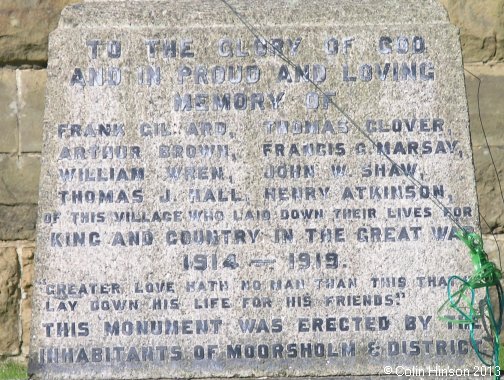 TO THE GLORY OF GOD
AND IN PROUD AND LOVING
MEMORY OF
FRANK GILLARD, THOMAS GLOVER,
ARTHUR BROWN, FRANCIS G. MARSAY,
WILLIAM WREN, JOHN W. SHAW,
THOMAS J. HALL, HENRY ATKINSON,
OF THIS VILLAGE, WHO LAID DOWN THEIR LIVES FOR
KING AND COUNTRY IN THE GREAT WAR
1914 — 1919.
"GREATER LOVE HATH NO MAN THAN THIS THAT
LAY DOWN HIS LIFE FOR HIS FRIENDS"
THIS MONUMENT WAS ERECTED BY THE
INHABITANTS OF MOORSHOLM & DISTRICT
©Colin Hinson 2013